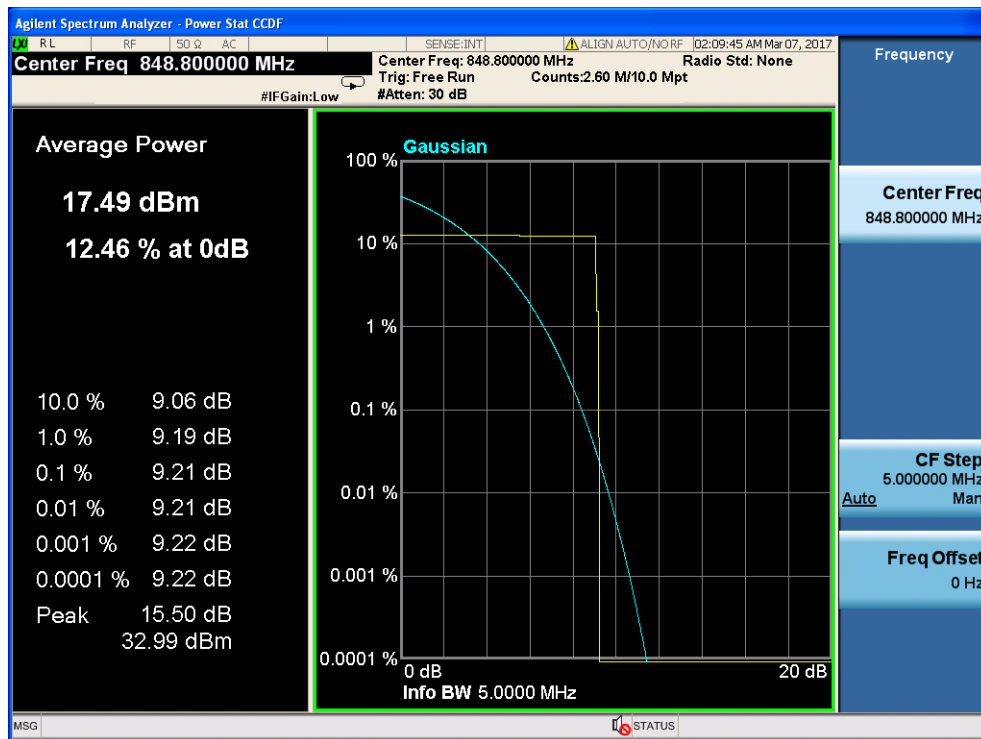 Agilent Spectrum Analyzer - Power Stat CCDF
LXI RL RF 50 Ω AC SENSE:INT ALIGN AUTO/NO RF 02:09:45 AM Mar 07, 2017
Center Freq 848.800000 MHz
Center Freq: 848.800000 MHz Radio Std: None
Trig: Free Run Counts:2.60 M/10.0 Mpt
#IFGain:Low #Atten: 30 dB
Frequency
Average Power
17.49 dBm
12.46 % at 0dB
10.0 % 9.06 dB
1.0 % 9.19 dB
0.1 % 9.21 dB
0.01 % 9.21 dB
0.001 % 9.22 dB
0.0001 % 9.22 dB
Peak 15.50 dB
32.99 dBm
Gaussian
100 %
10 %
1 %
0.1 %
0.01 %
0.001 %
0.0001 %
0 dB 20 dB
Info BW 5.0000 MHz
Center Freq
848.800000 MHz
CF Step
5.000000 MHz
Auto Man
Freq Offset
0 Hz
MSG STATUS